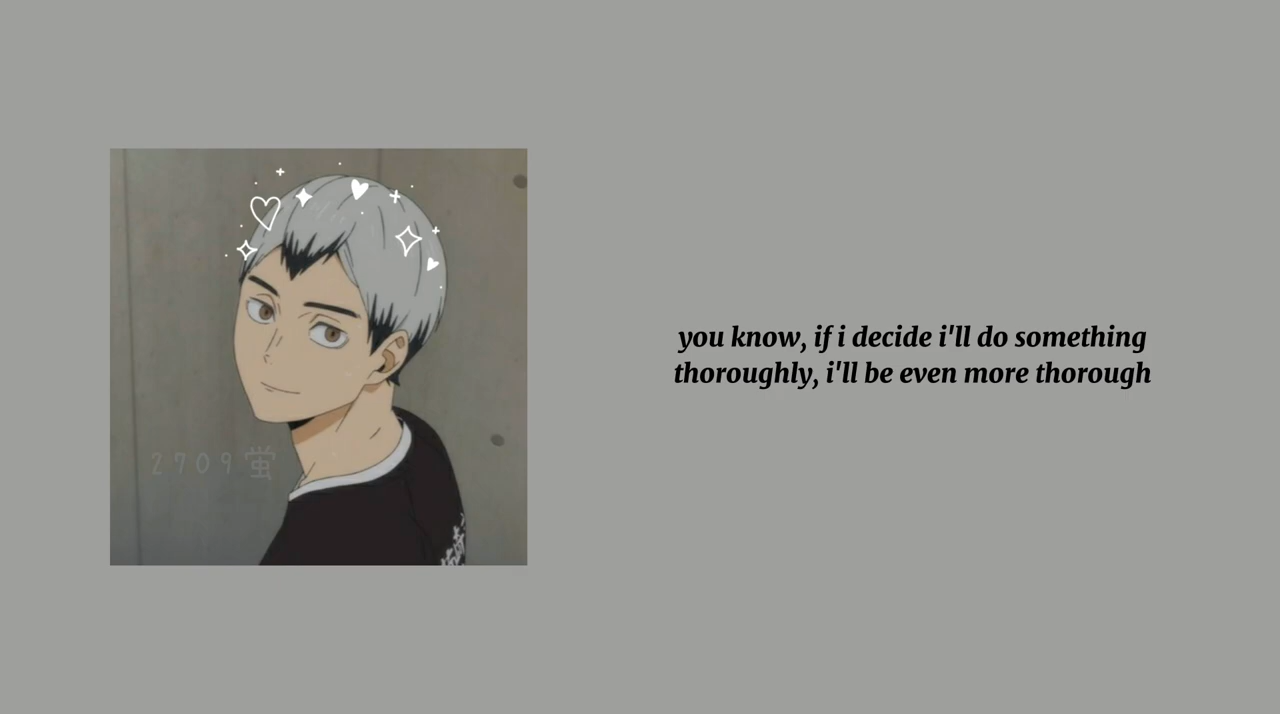 2709蛍
you know, if i decide i'll do something
thoroughly, i'll be even more thorough